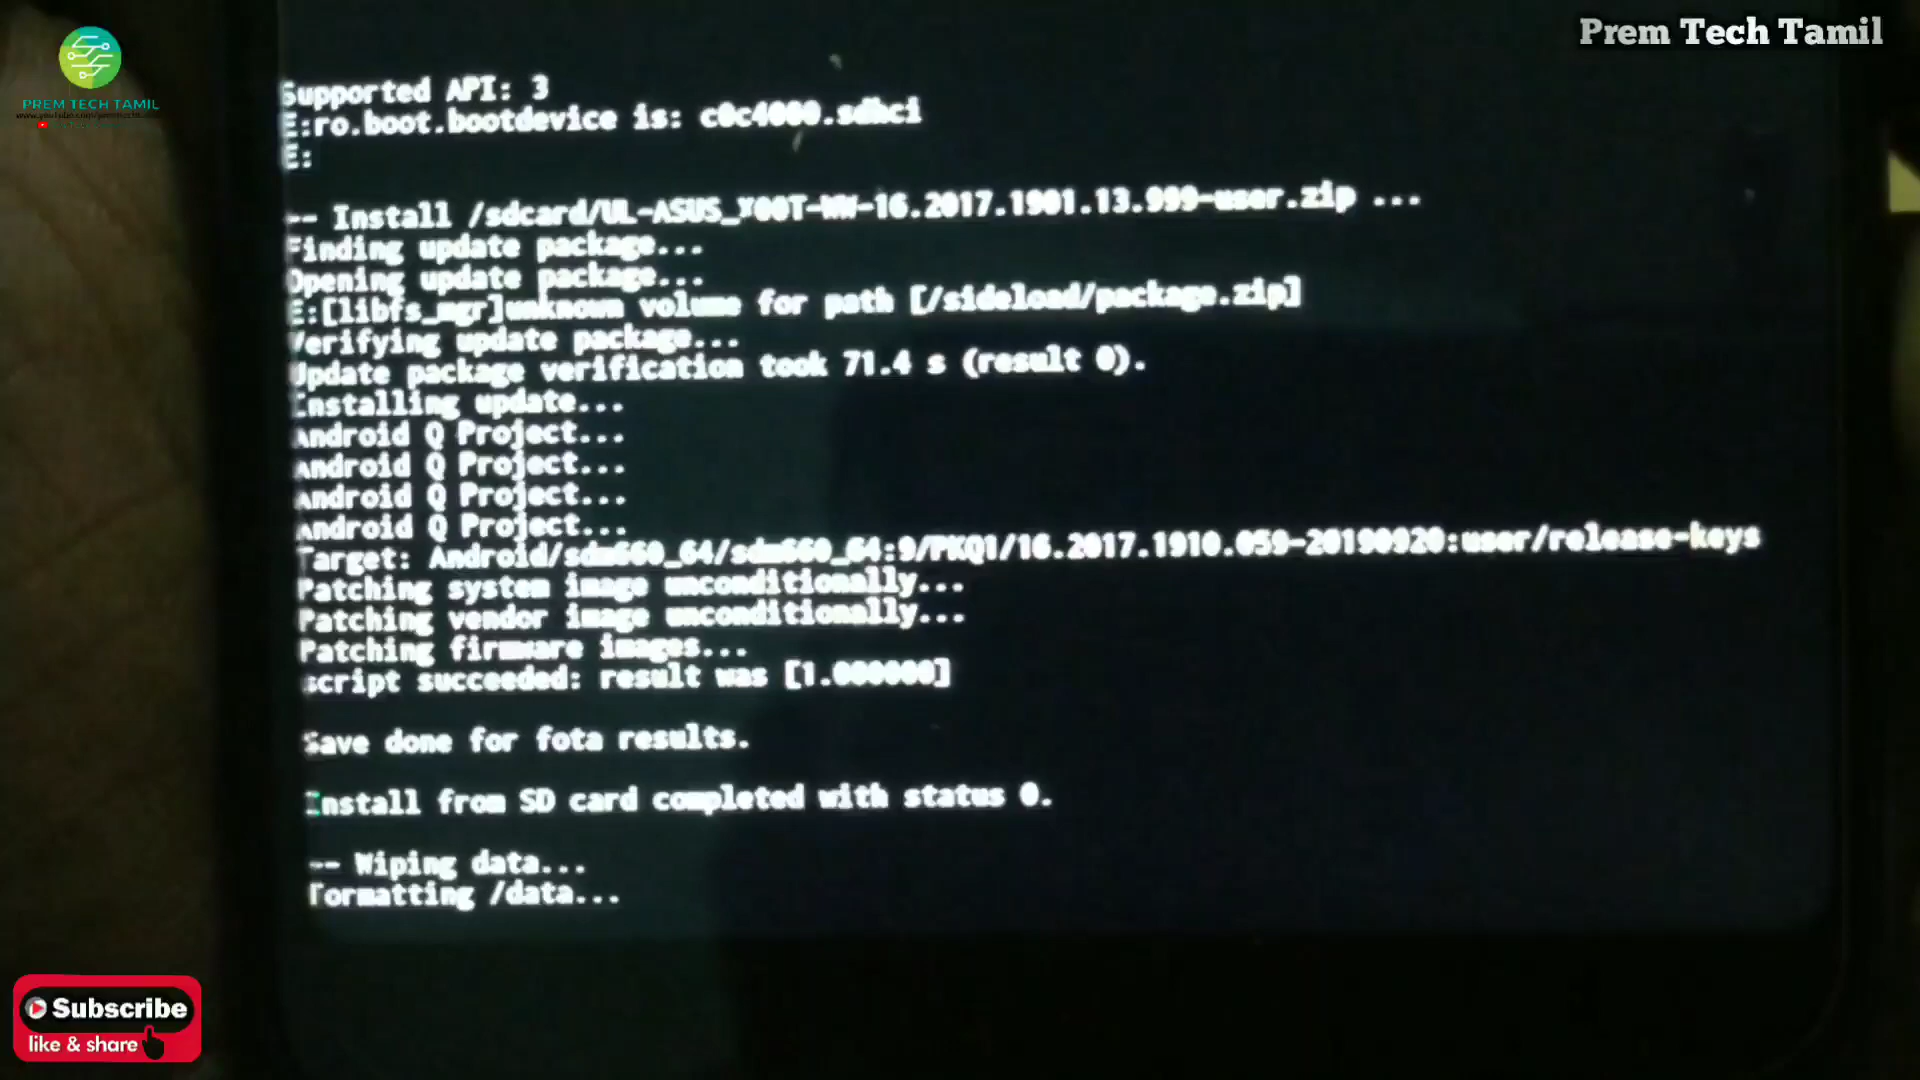 Prem Tech Tamil
PREM TECH TAMIL
Supported API: 3
E:ro.boot.bootdevice is: c0c4000.sdhci
E:
-- Install /sdcard/UL-ASUS_X00T-WW-16.2017.1901.13.999-user.zip ...
Finding update package...
Opening update package...
E:[libfs_mgr]unknown volume for path [/sideload/package.zip]
Verifying update package...
Update package verification took 71.4 s (result 0).
Installing update...
Android Q Project...
Android Q Project...
Android Q Project...
Android Q Project...
Target: Android/sdm660_64/sdm660_64:9/PKQ1/16.2017.1910.059-20190920:user/release-keys
Patching system image unconditionally...
Patching vendor image unconditionally...
Patching firmware images...
script succeeded: result was [1.000000]
Save done for fota results.
Install from SD card completed with status 0.
-- Wiping data...
Formatting /data...
Subscribe
like & share